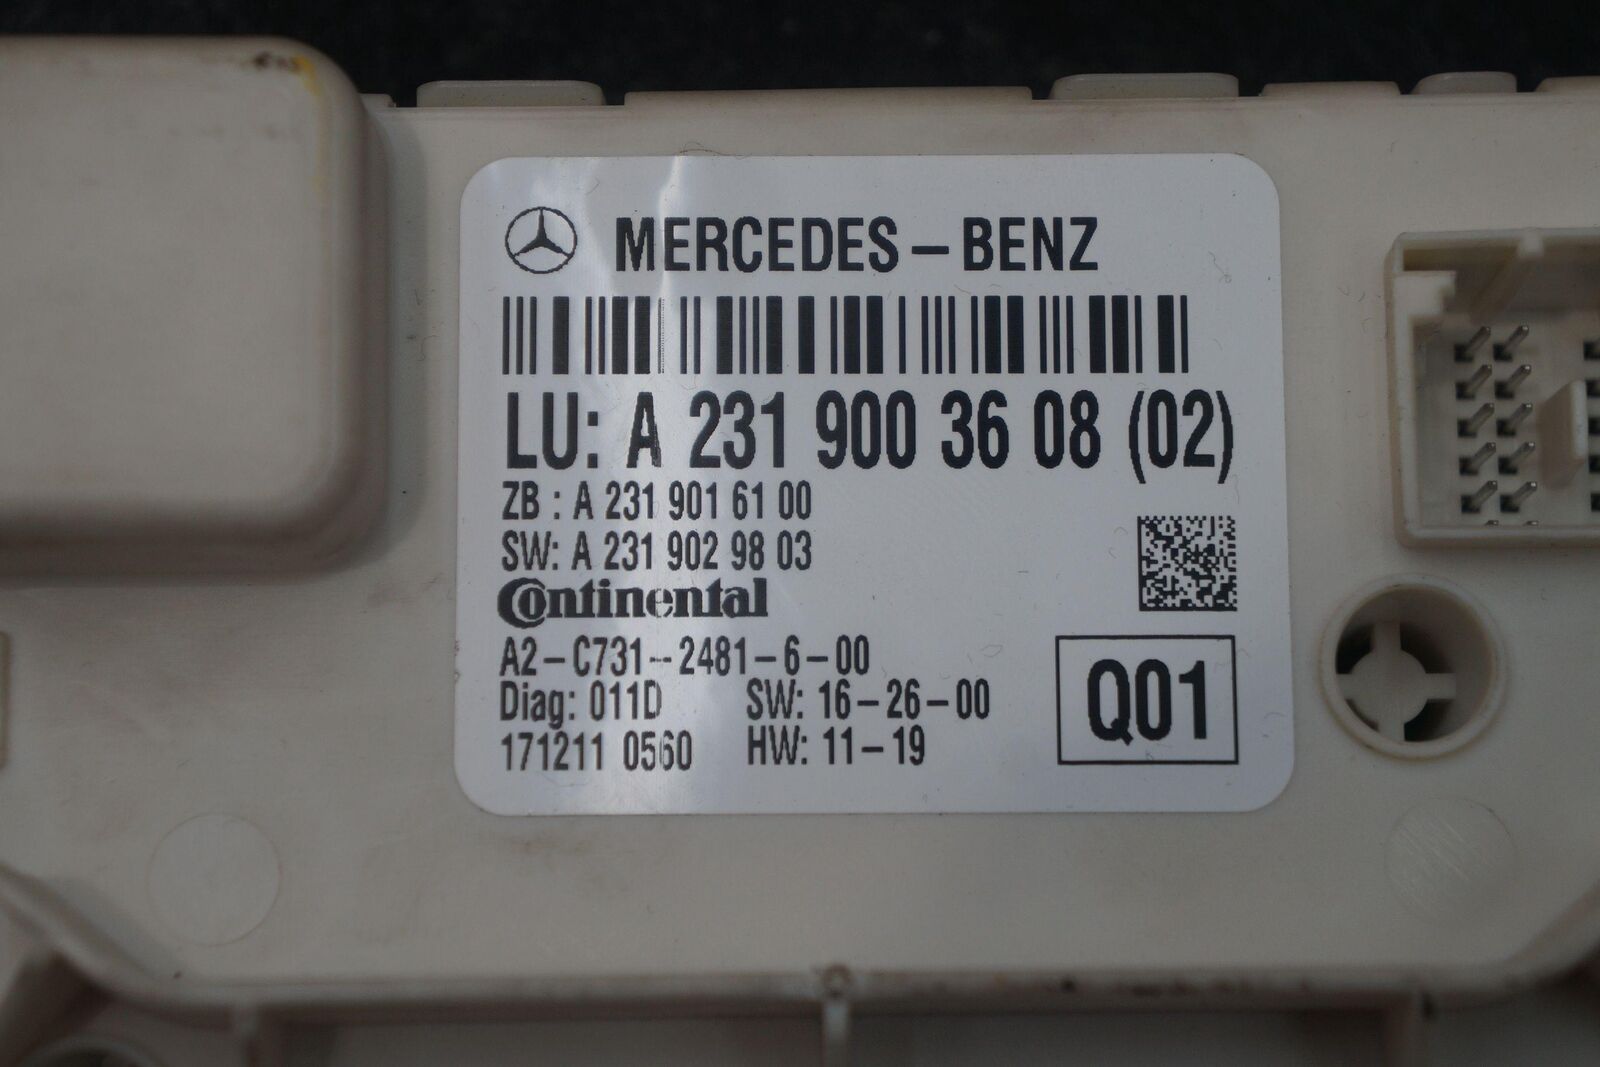 MERCEDES-BENZ
LU: A 231 900 36 08 (02)
ZB : A 231 901 61 00
SW: A 231 902 98 03
Continental
A2-C731--2481-6-00
Diag: 011D SW: 16-26-00
171211 0560 HW: 11-19
Q01